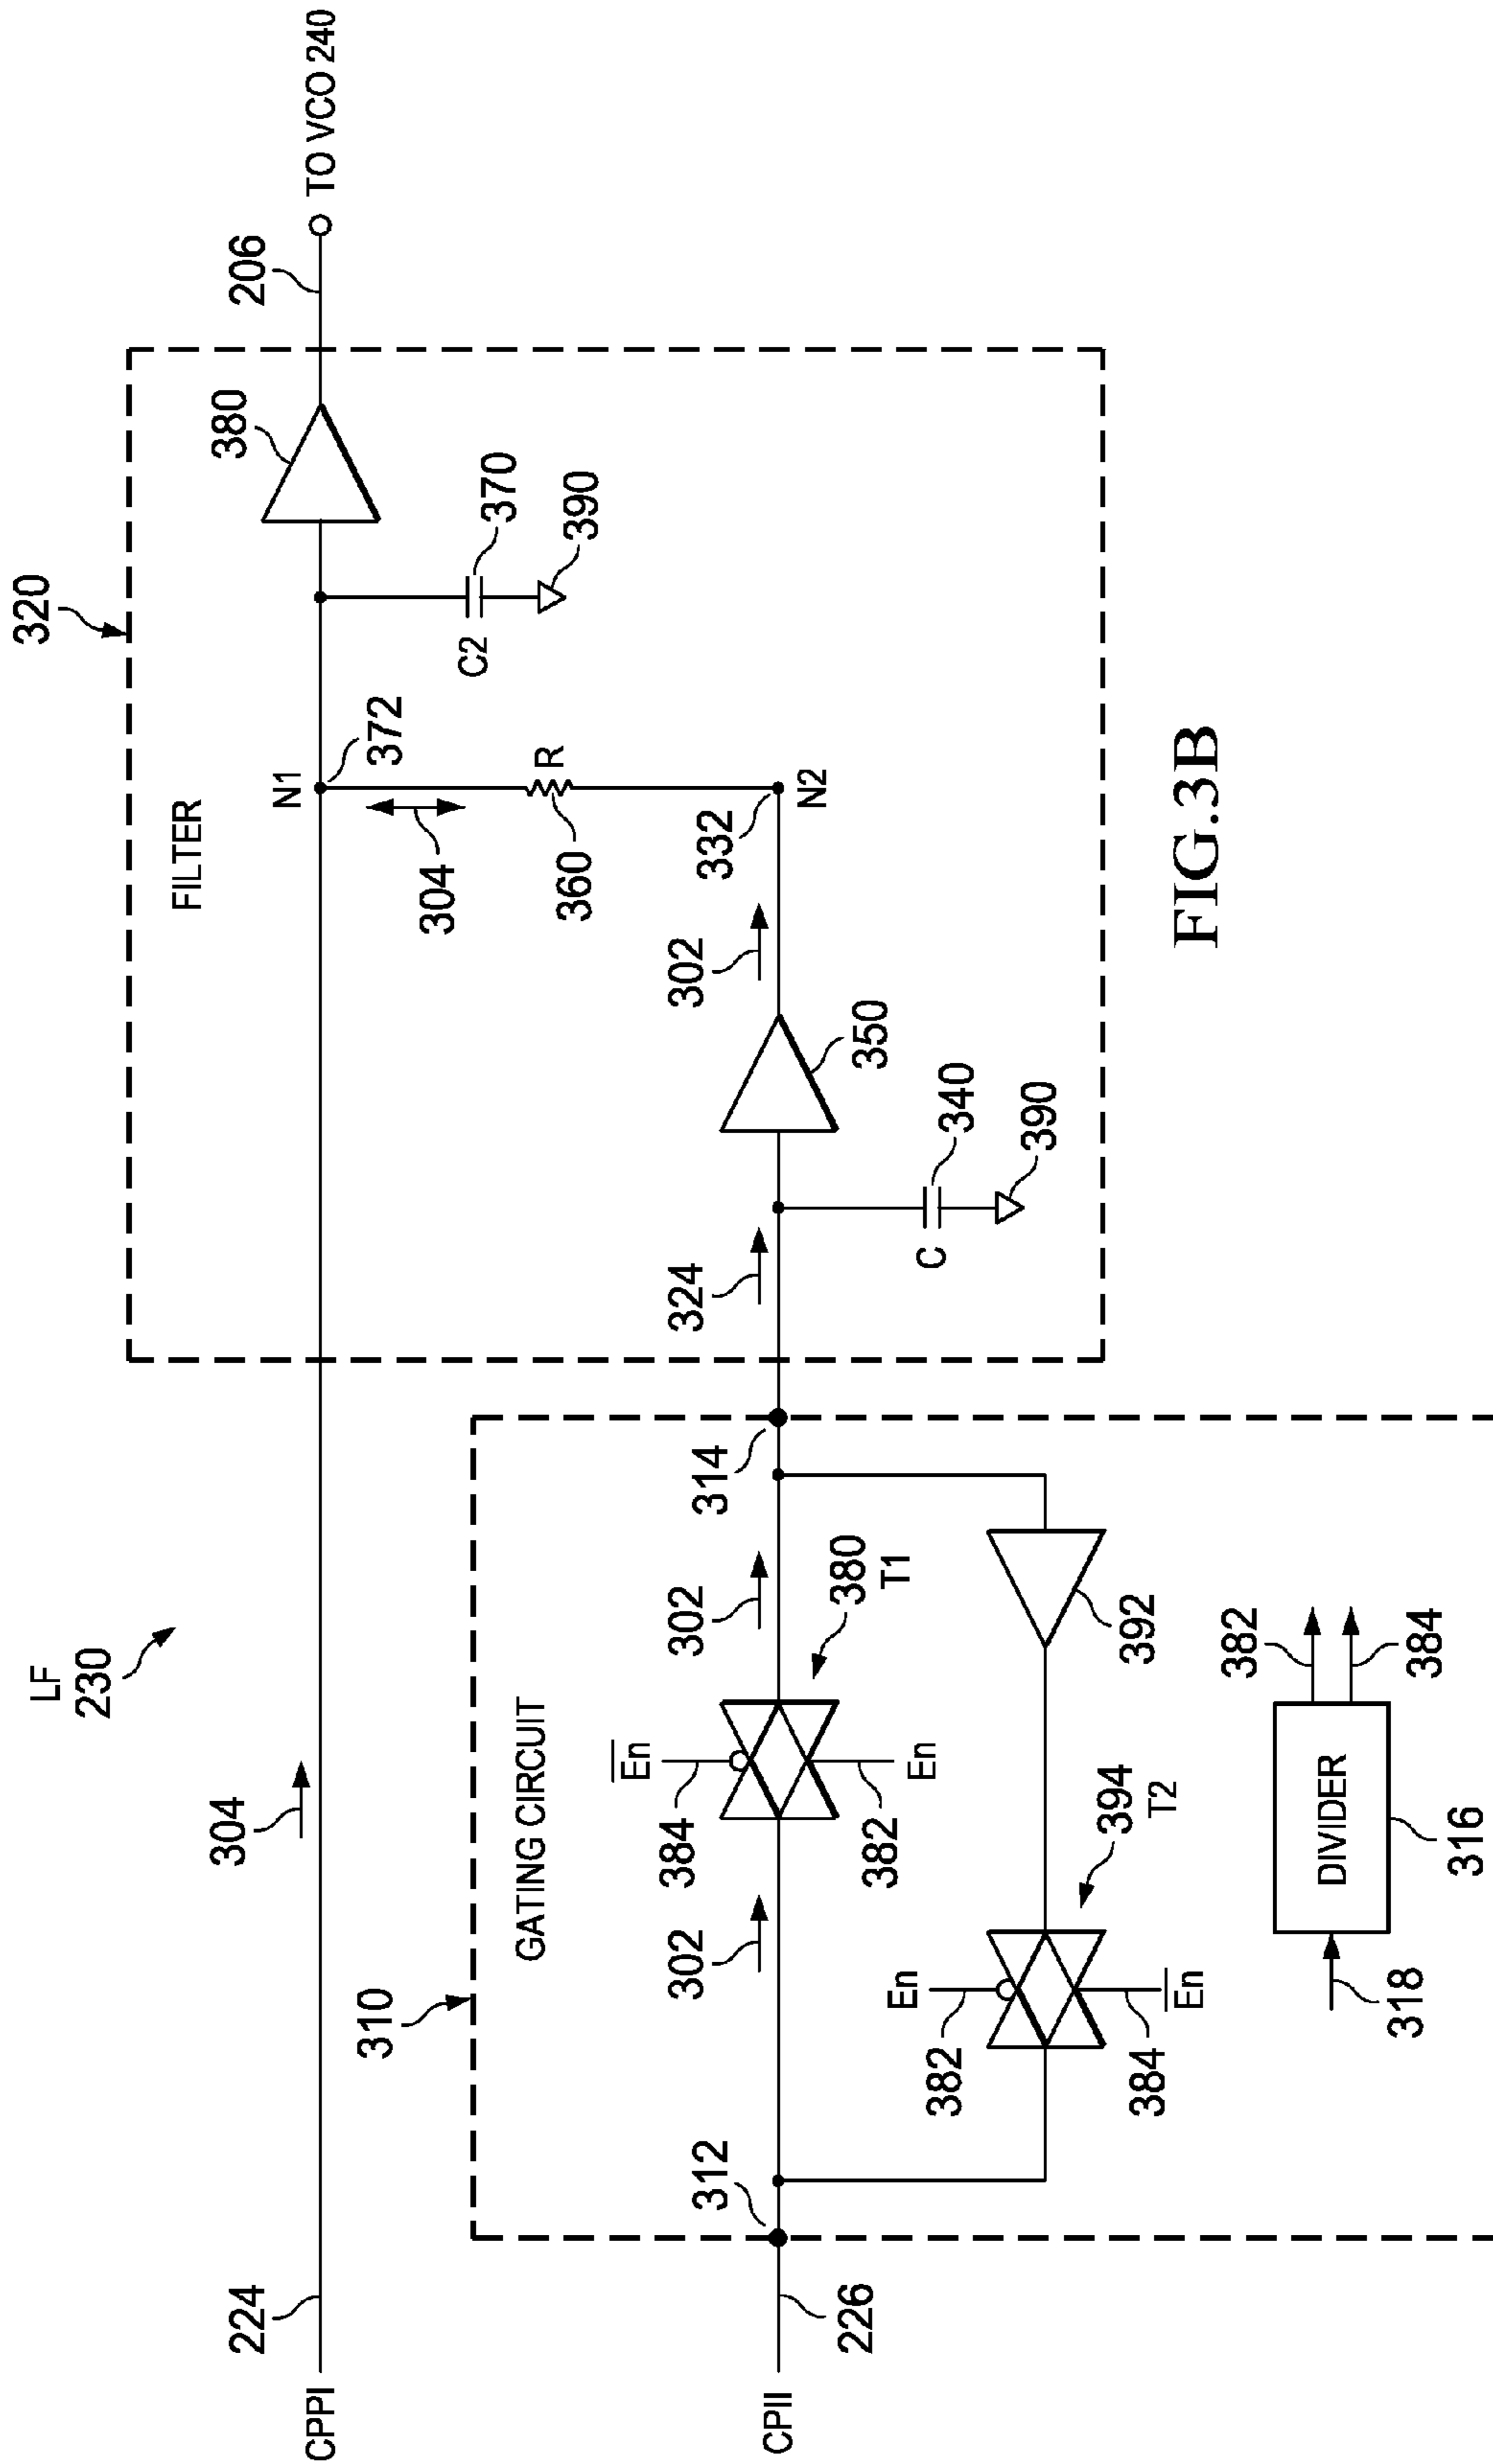 LF
230
320
FILTER
CPPI
224
304
N1
372
304
360
R
C2
370
390
380
206
TO VCO 240
310
GATING CIRCUIT
CPII
226
312
302
En
384
382
En
380
T1
302
314
324
C
340
390
350
302
332
N2
En
382
384
En
394
T2
392
318
DIVIDER
316
382
384
FIG.3B